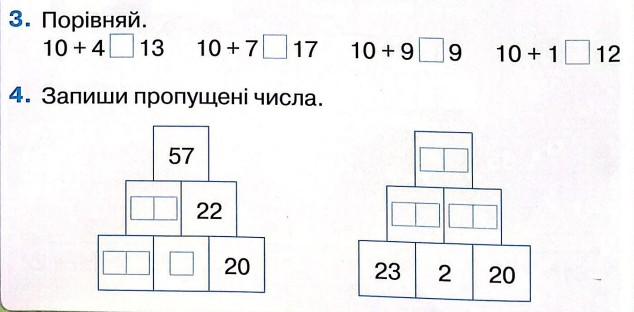 3. Порівняй.
10 + 4 □ 13 10 + 7 □ 17 10 + 9 □ 9 10 + 1 □ 12
4. Запиши пропущені числа.
57
22
20
23 2 20